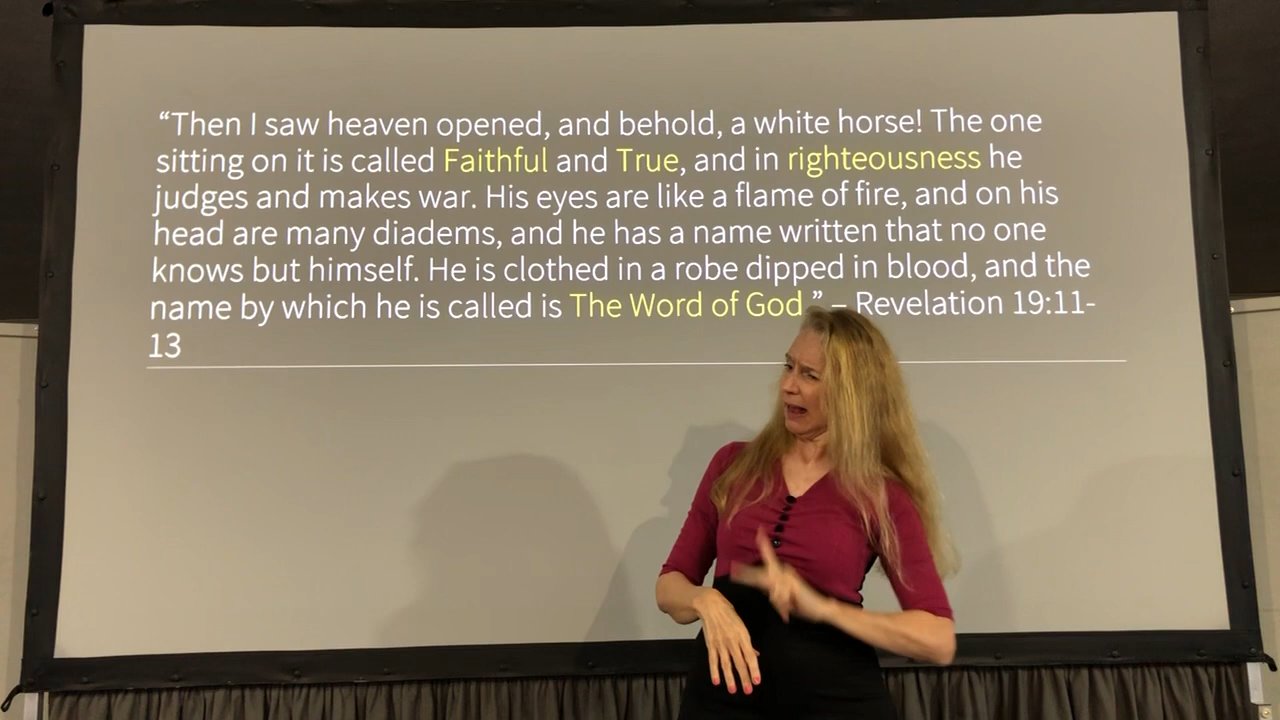 “Then I saw heaven opened, and behold, a white horse! The one
sitting on it is called Faithful and True, and in righteousness he
judges and makes war. His eyes are like a flame of fire, and on his
head are many diadems, and he has a name written that no one
knows but himself. He is clothed in a robe dipped in blood, and the
name by which he is called is The Word of God.” – Revelation 19:11-
13